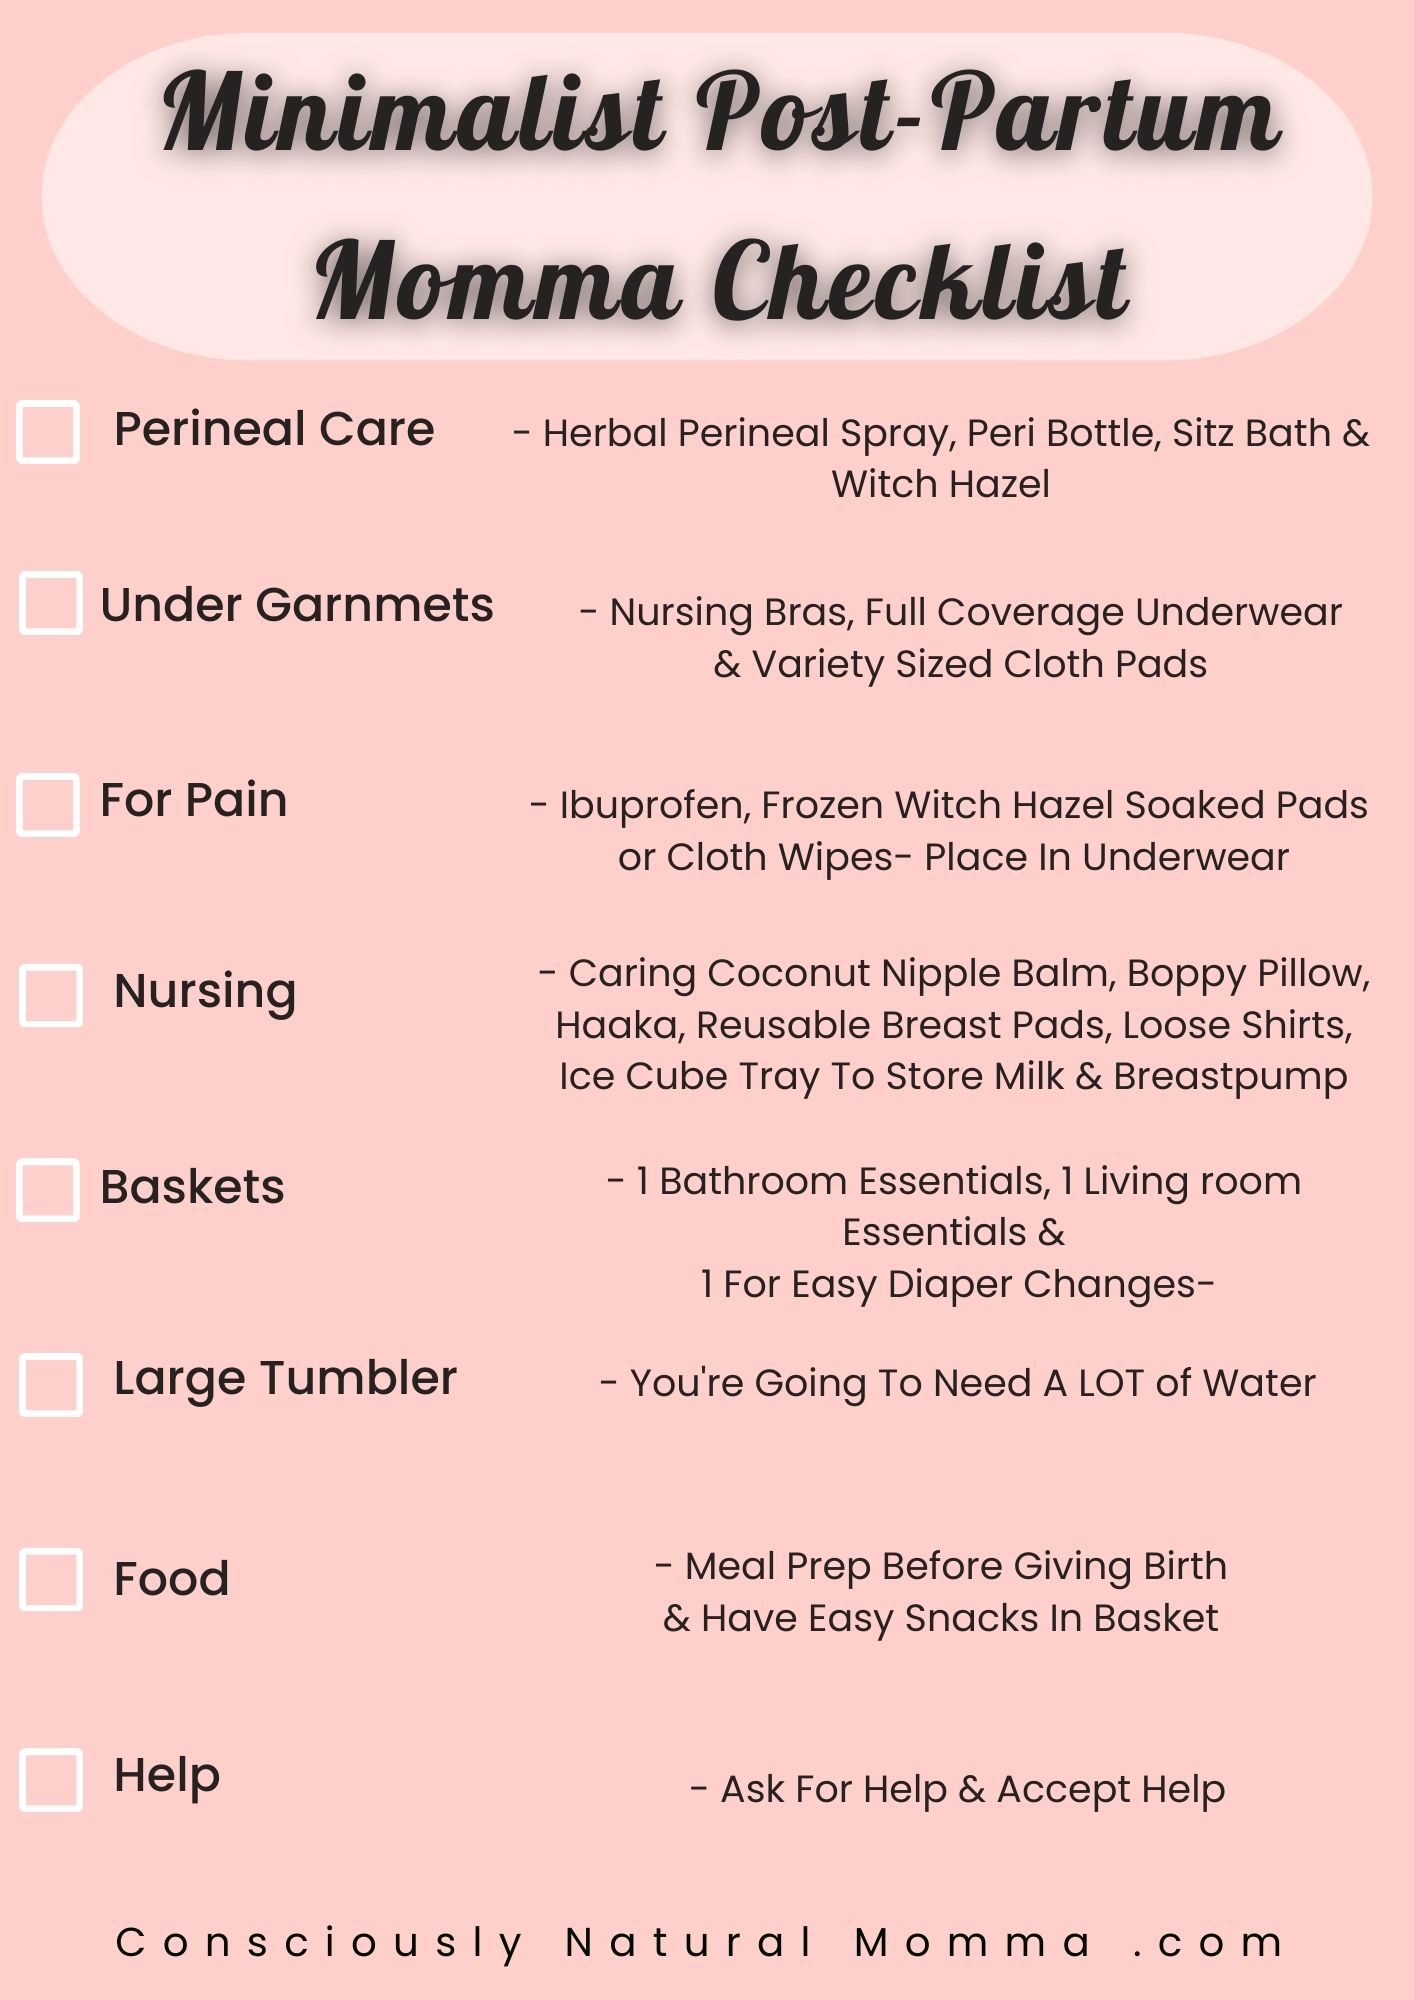 Minimalist Post-Partum
Momma Checklist
Perineal Care
- Herbal Perineal Spray, Peri Bottle, Sitz Bath &
Witch Hazel
Under Garnmets
- Nursing Bras, Full Coverage Underwear
& Variety Sized Cloth Pads
For Pain
- Ibuprofen, Frozen Witch Hazel Soaked Pads
or Cloth Wipes- Place In Underwear
Nursing
- Caring Coconut Nipple Balm, Boppy Pillow,
Haaka, Reusable Breast Pads, Loose Shirts,
Ice Cube Tray To Store Milk & Breastpump
Baskets
- 1 Bathroom Essentials, 1 Living room
Essentials &
1 For Easy Diaper Changes-
Large Tumbler
- You're Going To Need A LOT of Water
Food
- Meal Prep Before Giving Birth
& Have Easy Snacks In Basket
Help
- Ask For Help & Accept Help
Consciously Natural Momma .com